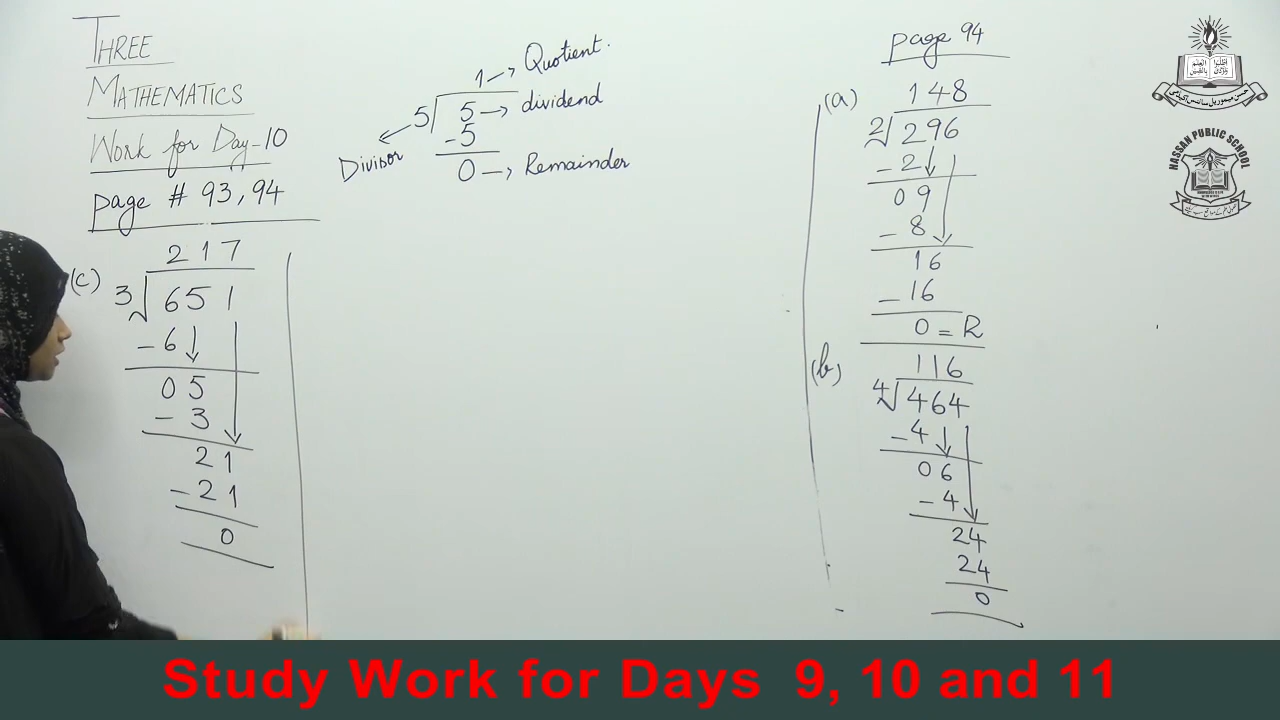 THREE
MATHEMATICS
Work for Day-10
page # 93,94
217
(c) 3 651
-6
05
-3
21
-21
0
1 → Quotient.
5 5 → dividend
Divisor
-5
0 → Remainder
page 94
148
(a) 2 296
-2
09
-8
16
-16
0 = R
116
(b) 4 464
-4
06
-4
24
24
0
HASSAN PUBLIC SCHOOL
Study Work for Days 9, 10 and 11